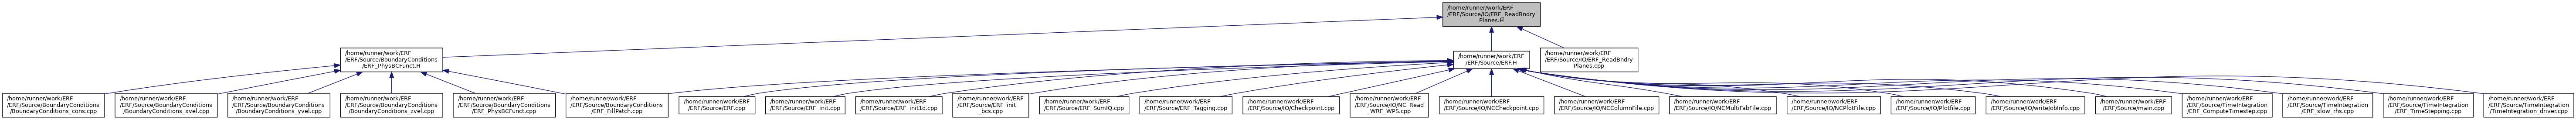 /home/runner/work/ERF
/ERF/Source/IO/ERF_ReadBndry
Planes.H
/home/runner/work/ERF
/ERF/Source/BoundaryConditions
/ERF_PhysBCFunct.H
/home/runner/work/ERF
/ERF/Source/ERF.H
/home/runner/work/ERF
/ERF/Source/IO/ERF_ReadBndry
Planes.cpp
/home/runner/work/ERF
/ERF/Source/BoundaryConditions
/BoundaryConditions_cons.cpp
/home/runner/work/ERF
/ERF/Source/BoundaryConditions
/BoundaryConditions_xvel.cpp
/home/runner/work/ERF
/ERF/Source/BoundaryConditions
/BoundaryConditions_yvel.cpp
/home/runner/work/ERF
/ERF/Source/BoundaryConditions
/BoundaryConditions_zvel.cpp
/home/runner/work/ERF
/ERF/Source/BoundaryConditions
/ERF_PhysBCFunct.cpp
/home/runner/work/ERF
/ERF/Source/BoundaryConditions
/ERF_FillPatch.cpp
/home/runner/work/ERF
/ERF/Source/ERF.cpp
/home/runner/work/ERF
/ERF/Source/ERF_init.cpp
/home/runner/work/ERF
/ERF/Source/ERF_init1d.cpp
/home/runner/work/ERF
/ERF/Source/ERF_init
_bcs.cpp
/home/runner/work/ERF
/ERF/Source/ERF_SumIQ.cpp
/home/runner/work/ERF
/ERF/Source/ERF_Tagging.cpp
/home/runner/work/ERF
/ERF/Source/IO/Checkpoint.cpp
/home/runner/work/ERF
/ERF/Source/IO/NC_Read
_WRF_WPS.cpp
/home/runner/work/ERF
/ERF/Source/IO/NCCheckpoint.cpp
/home/runner/work/ERF
/ERF/Source/IO/NCColumnFile.cpp
/home/runner/work/ERF
/ERF/Source/IO/NCMultiFabFile.cpp
/home/runner/work/ERF
/ERF/Source/IO/NCPlotFile.cpp
/home/runner/work/ERF
/ERF/Source/IO/Plotfile.cpp
/home/runner/work/ERF
/ERF/Source/IO/writeJobInfo.cpp
/home/runner/work/ERF
/ERF/Source/main.cpp
/home/runner/work/ERF
/ERF/Source/TimeIntegration
/ERF_ComputeTimestep.cpp
/home/runner/work/ERF
/ERF/Source/TimeIntegration
/ERF_slow_rhs.cpp
/home/runner/work/ERF
/ERF/Source/TimeIntegration
/ERF_TimeStepping.cpp
/home/runner/work/ERF
/ERF/Source/TimeIntegration
/TimeIntegration_driver.cpp